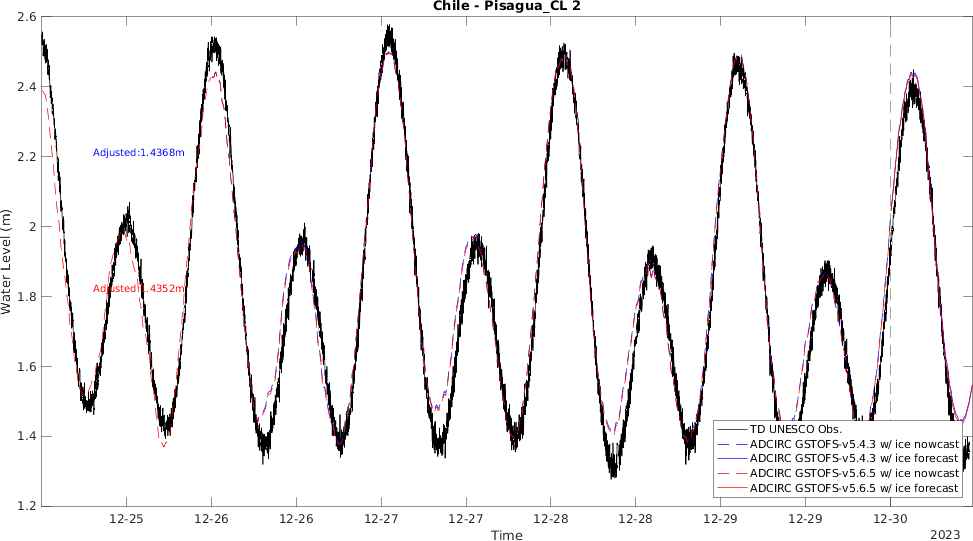 Chile - Pisagua_CL 2
Water Level (m)
2.6
2.4
2.2
2
1.8
1.6
1.4
1.2
Adjusted:1.4368m
Adjusted:1.4352m
TD UNESCO Obs.
ADCIRC GSTOFS-v5.4.3 w/ ice nowcast
ADCIRC GSTOFS-v5.4.3 w/ ice forecast
ADCIRC GSTOFS-v5.6.5 w/ ice nowcast
ADCIRC GSTOFS-v5.6.5 w/ ice forecast
12-25 12-26 12-26 12-27 12-27 12-28 12-28 12-29 12-29 12-30
Time
2023